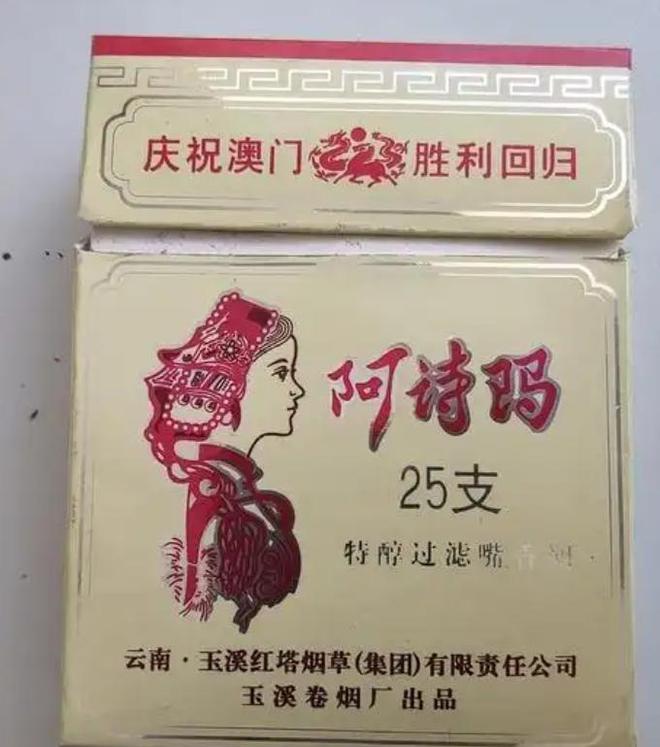 庆祝澳门 胜利回归
阿诗玛
25支
特醇过滤嘴香
云南·玉溪红塔烟草(集团)有限责任公司
玉溪卷烟厂出品